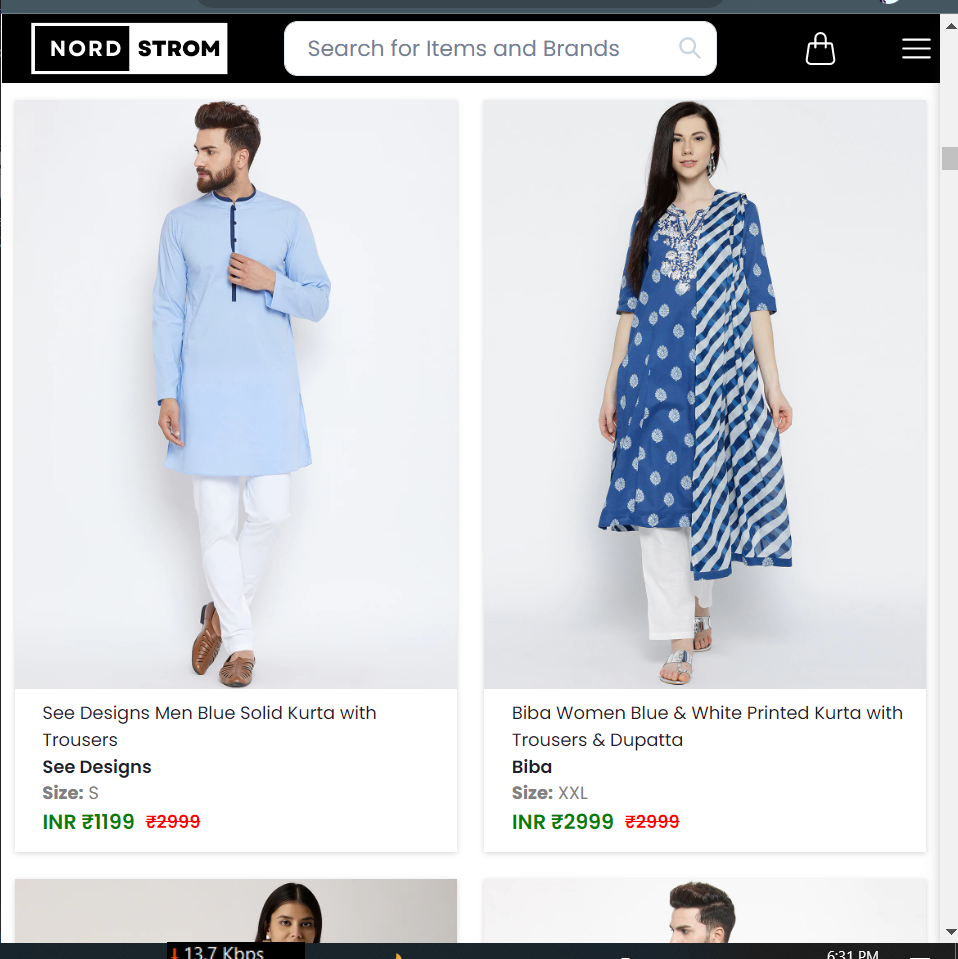 NORD STROM
Search for Items and Brands
See Designs Men Blue Solid Kurta with
Trousers
See Designs
Size: S
INR ₹1199 ₹2999
Biba Women Blue & White Printed Kurta with
Trousers & Dupatta
Biba
Size: XXL
INR ₹2999 ₹2999
13.7 Kbps
6:31 PM